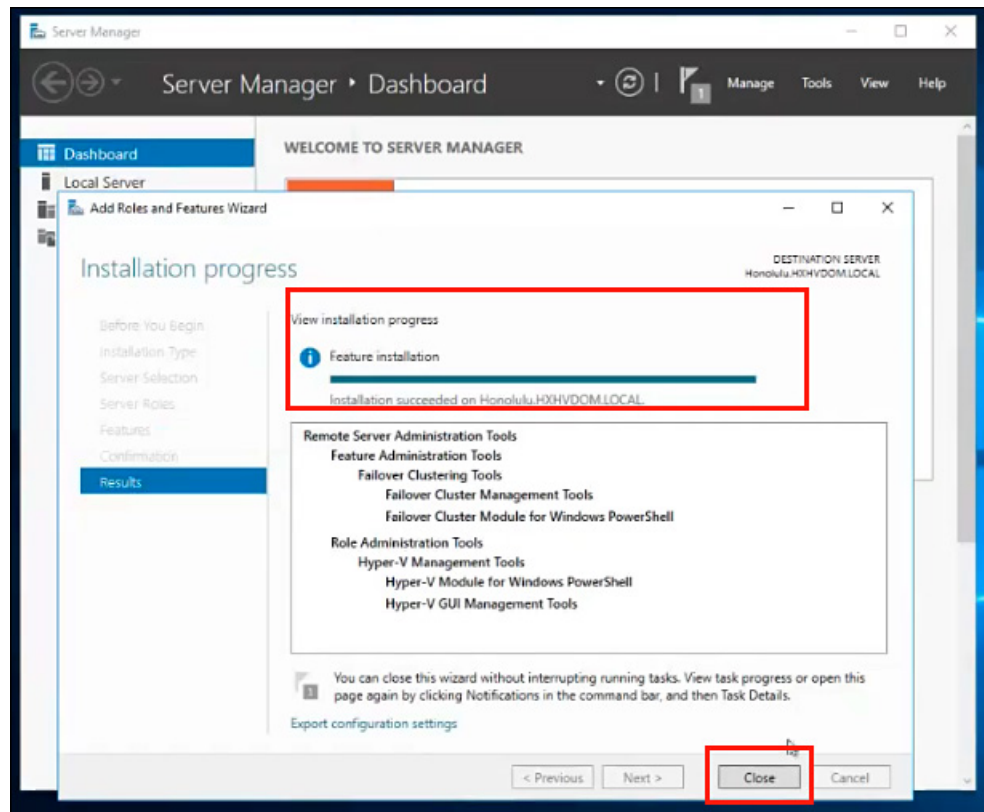 Server Manager
Server Manager ‣ Dashboard
1
Manage Tools View Help
Dashboard
WELCOME TO SERVER MANAGER
Local Server
Add Roles and Features Wizard
Installation progress
DESTINATION SERVER
Honolulu.HXHVDOM.LOCAL
Before You Begin
Installation Type
Server Selection
Server Roles
Features
Confirmation
Results
View installation progress
Feature installation
Installation succeeded on Honolulu.HXHVDOM.LOCAL.
Remote Server Administration Tools
Feature Administration Tools
Failover Clustering Tools
Failover Cluster Management Tools
Failover Cluster Module for Windows PowerShell
Role Administration Tools
Hyper-V Management Tools
Hyper-V Module for Windows PowerShell
Hyper-V GUI Management Tools
1
You can close this wizard without interrupting running tasks. View task progress or open this
page again by clicking Notifications in the command bar, and then Task Details.
Export configuration settings
< Previous Next > Close Cancel